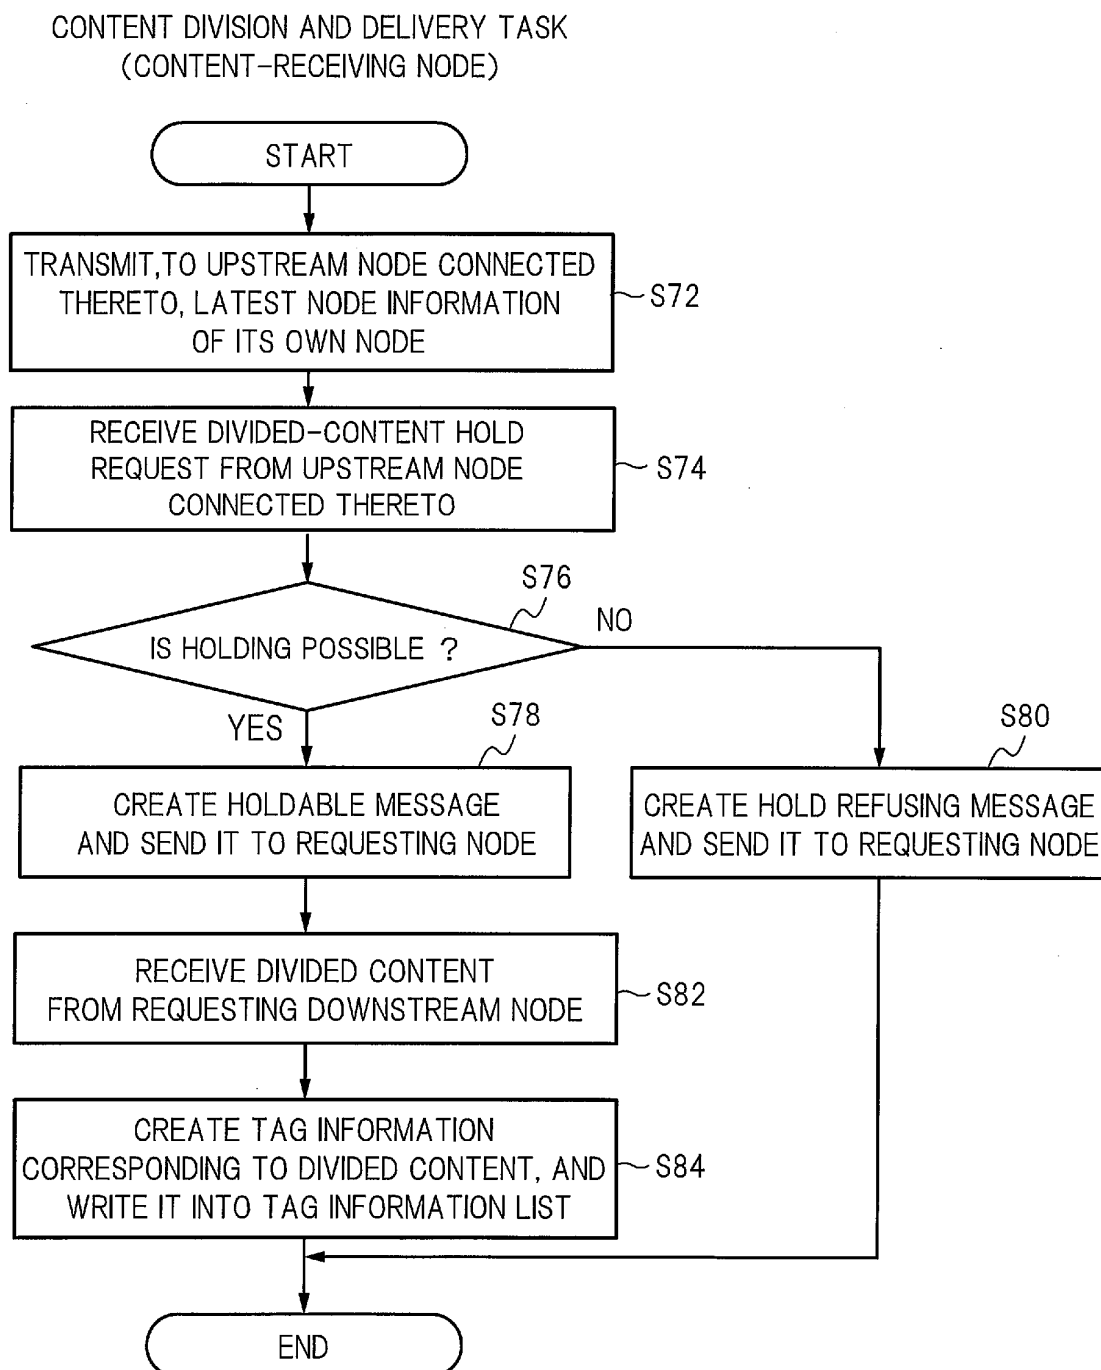 CONTENT DIVISION AND DELIVERY TASK
(CONTENT-RECEIVING NODE)
START
TRANSMIT,TO UPSTREAM NODE CONNECTED
THERETO, LATEST NODE INFORMATION
OF ITS OWN NODE
S72
RECEIVE DIVIDED-CONTENT HOLD
REQUEST FROM UPSTREAM NODE
CONNECTED THERETO
S74
S76
IS HOLDING POSSIBLE ?
NO
YES
S78
CREATE HOLDABLE MESSAGE
AND SEND IT TO REQUESTING NODE
S80
CREATE HOLD REFUSING MESSAGE
AND SEND IT TO REQUESTING NODE
RECEIVE DIVIDED CONTENT
FROM REQUESTING DOWNSTREAM NODE
S82
CREATE TAG INFORMATION
CORRESPONDING TO DIVIDED CONTENT, AND
WRITE IT INTO TAG INFORMATION LIST
S84
END